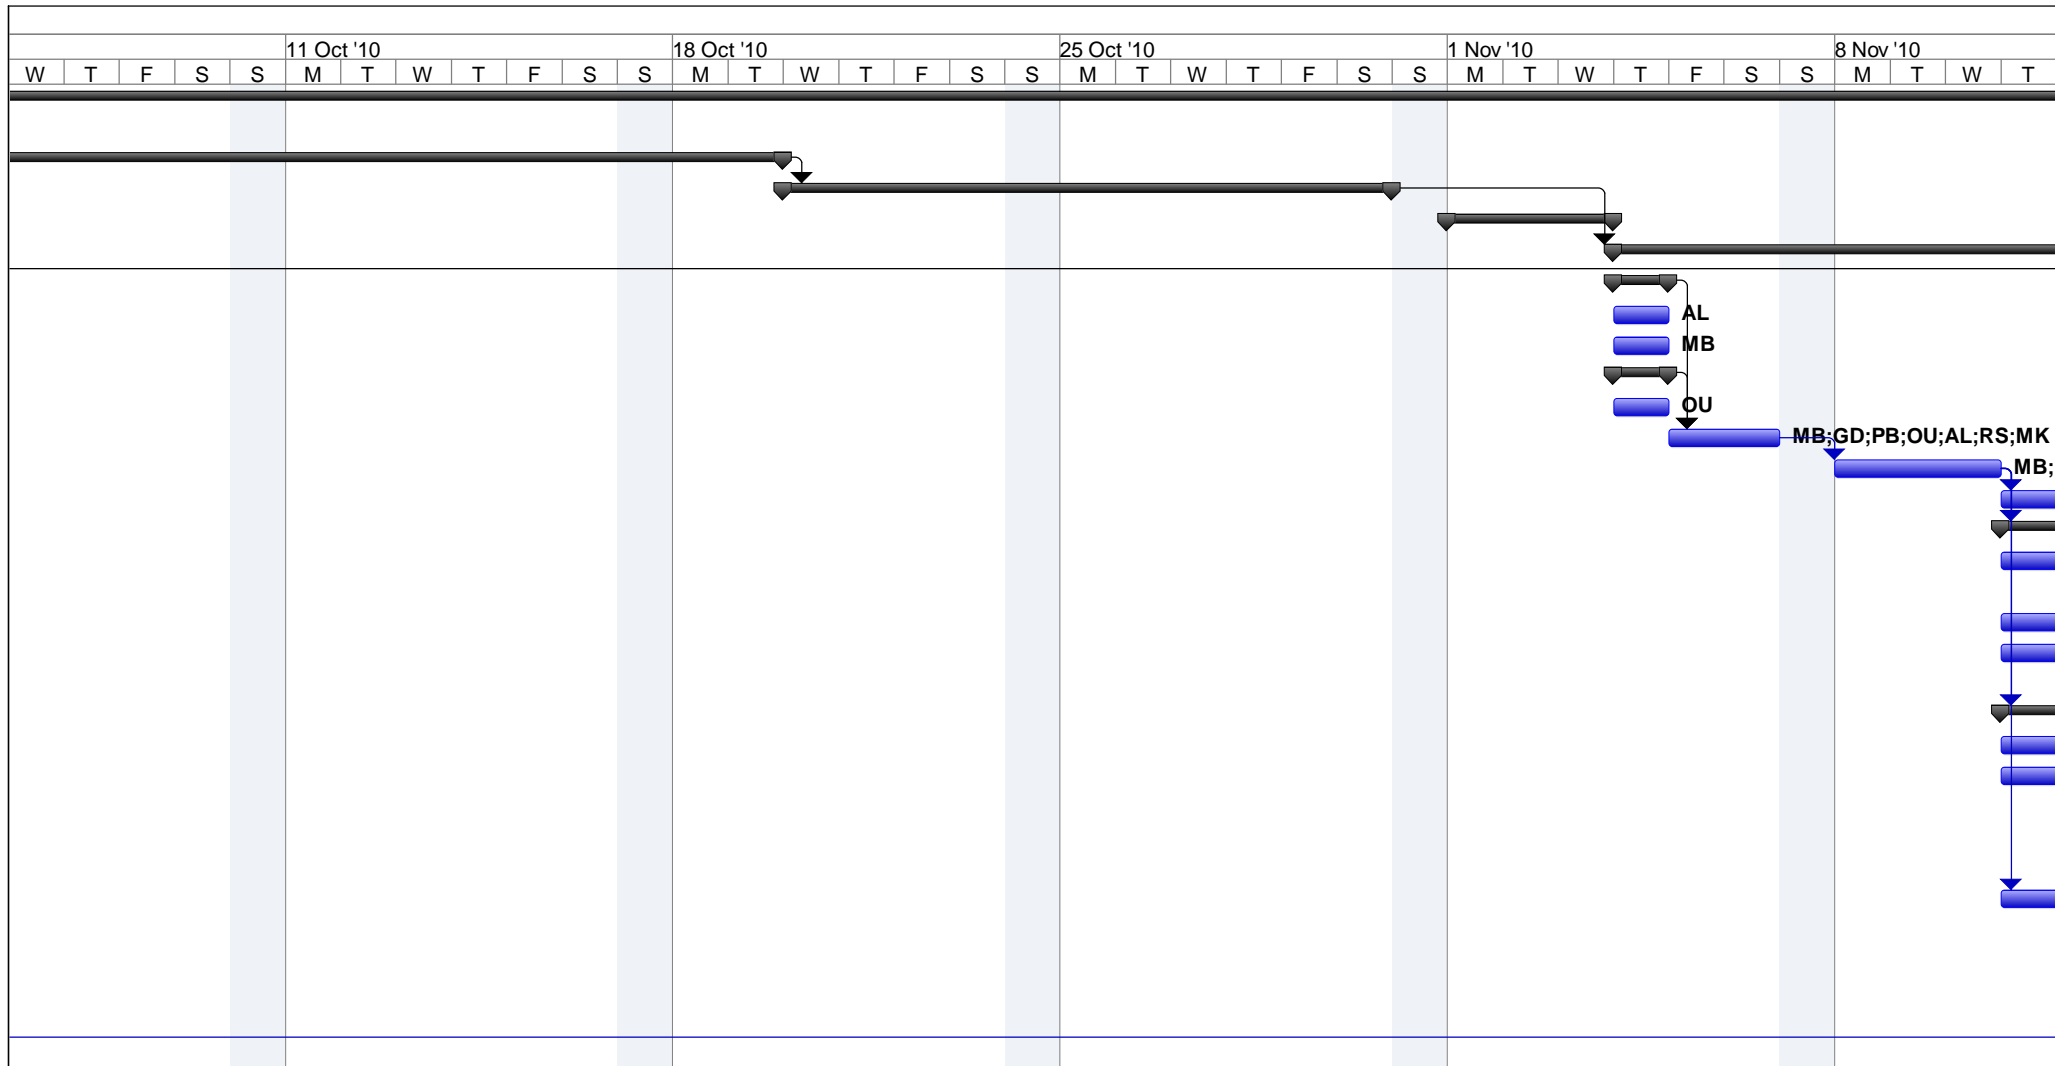 11 Oct '10 18 Oct '10 25 Oct '10 1 Nov '10 8 Nov '10
W T F S S M T W T F S S M T W T F S S M T W T F S S M T W T F S S M T W T
AL
MB
OU
MB;GD;PB;OU;AL;RS;MK
MB;